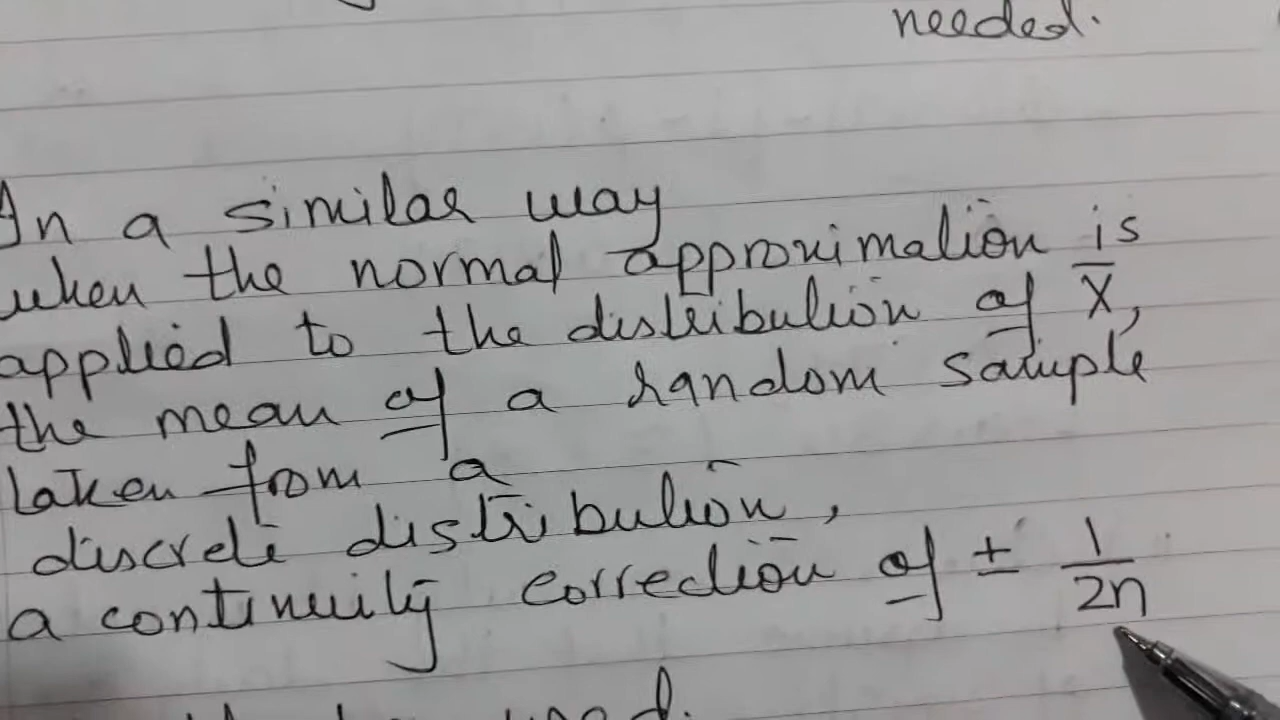 needed.
In a similar way
when the normal approximation is
applied to the distribution of X̅,
the mean of a random sample
taken from a
discrete distribution,
a continuity correction of ± 1/2n
used.